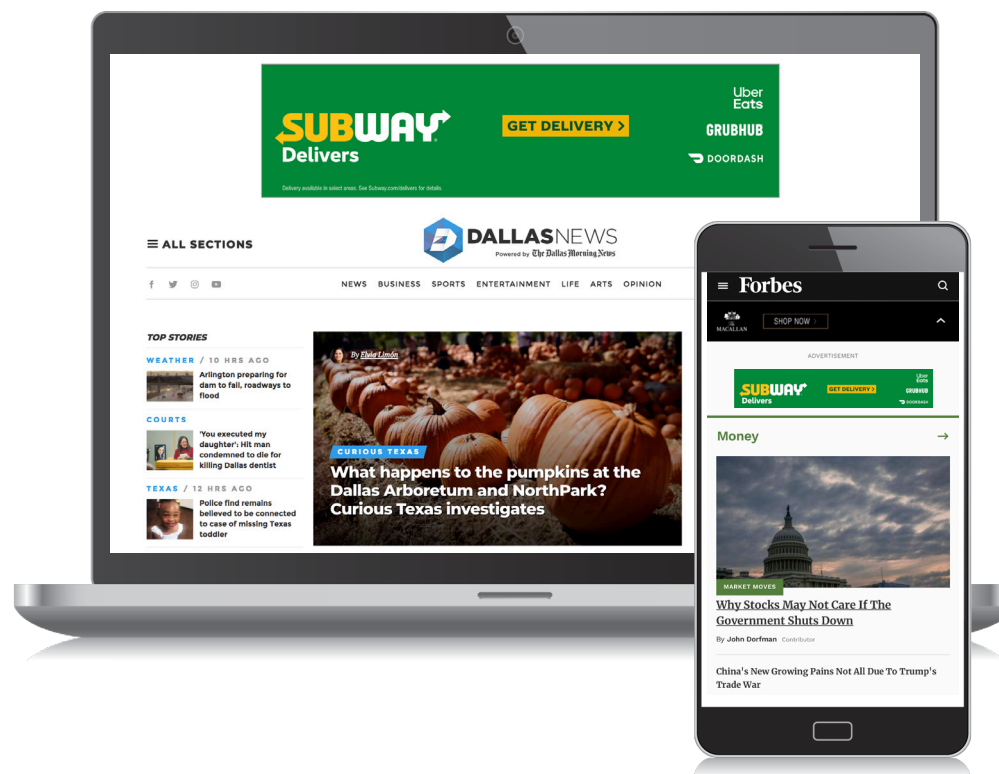 SUBWAY
Delivers
GET DELIVERY >
Uber
Eats
GRUBHUB
DOORDASH
Delivery available in select areas. See Subway.com/delivers for details.
ALL SECTIONS
DALLASNEWS
Powered by The Dallas Morning News
NEWS BUSINESS SPORTS ENTERTAINMENT LIFE ARTS OPINION
TOP STORIES
WEATHER / 10 HRS AGO
Arlington preparing for
dam to fail, roadways to
flood
COURTS
'You executed my
daughter': Hit man
condemned to die for
killing Dallas dentist
TEXAS / 12 HRS AGO
Police find remains
believed to be connected
to case of missing Texas
toddler
By Elvia Limón
CURIOUS TEXAS
What happens to the pumpkins at the
Dallas Arboretum and NorthPark?
Curious Texas investigates
Forbes
The
MACALLAN
SHOP NOW >
ADVERTISEMENT
SUBWAY
Delivers
GET DELIVERY >
Uber
Eats
GRUBHUB
DOORDASH
Money →
MARKET MOVES
Why Stocks May Not Care If The
Government Shuts Down
By John Dorfman Contributor
China's New Growing Pains Not All Due To Trump's
Trade War